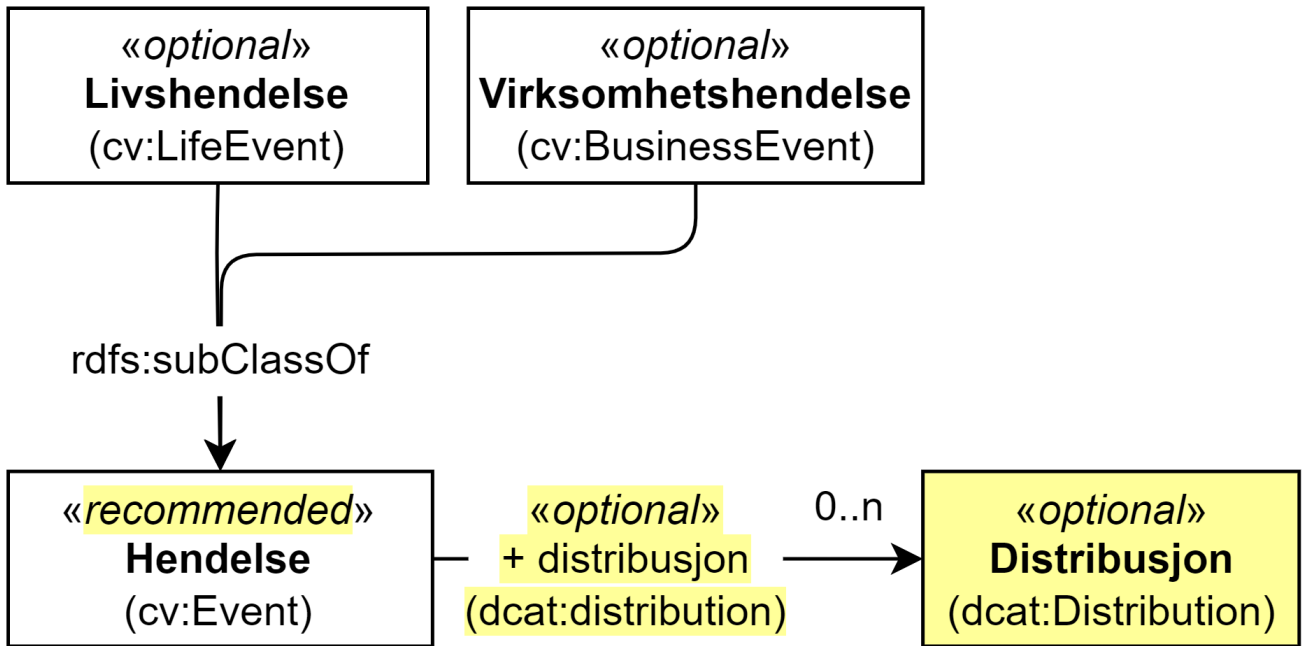 «optional»
Livshendelse
(cv:LifeEvent)
«optional»
Virksomhetshendelse
(cv:BusinessEvent)
rdfs:subClassOf
«recommended»
Hendelse
(cv:Event)
«optional»
+ distribusjon
(dcat:distribution)
0..n
«optional»
Distribusjon
(dcat:Distribution)